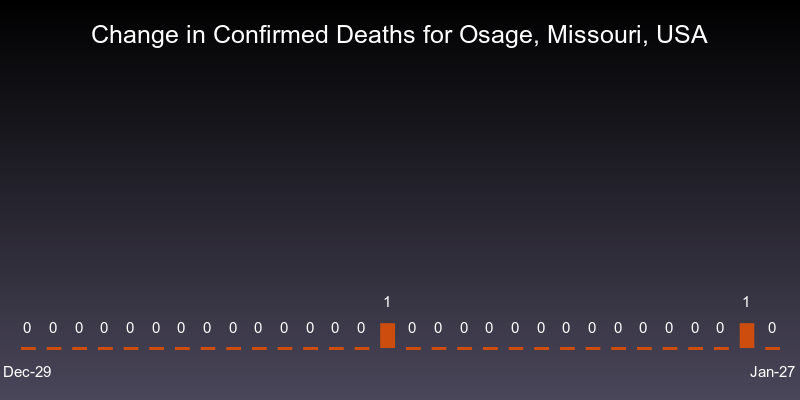 Change in Confirmed Deaths for Osage, Missouri, USA
1 1
0 0 0 0 0 0 0 0 0 0 0 0 0 0 0 0 0 0 0 0 0 0 0 0 0 0 0 0
Dec-29 Jan-27